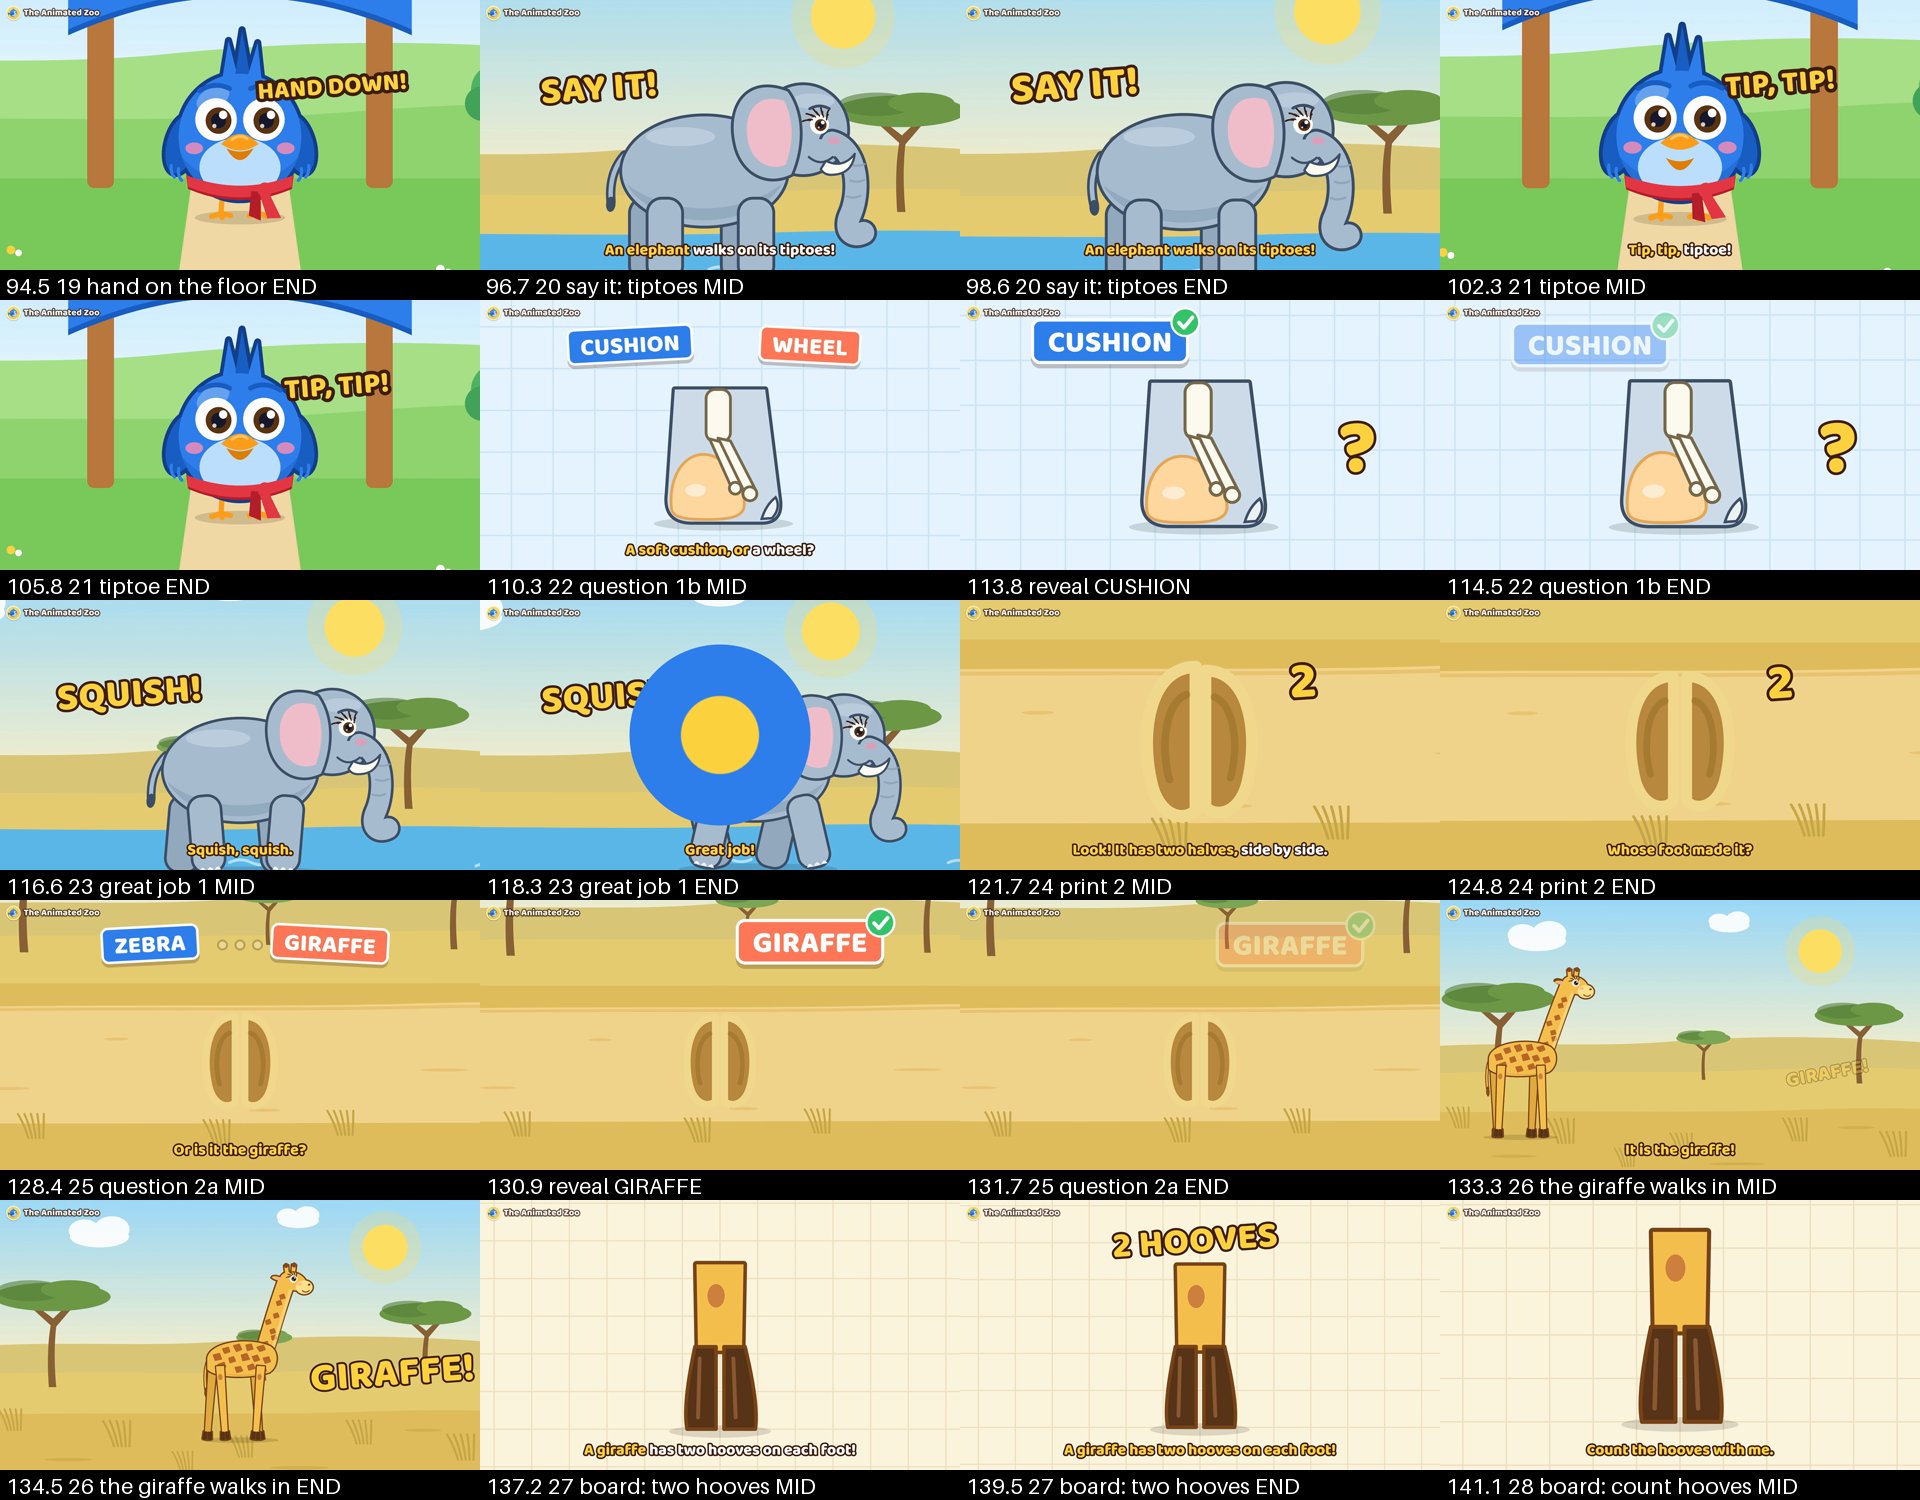 The Animated Zoo
HAND DOWN!
94.5 19 hand on the floor END
The Animated Zoo
SAY IT!
An elephant walks on its tiptoes!
96.7 20 say it: tiptoes MID
The Animated Zoo
SAY IT!
An elephant walks on its tiptoes!
98.6 20 say it: tiptoes END
The Animated Zoo
TIP, TIP!
Tip, tip, tiptoe!
102.3 21 tiptoe MID
The Animated Zoo
TIP, TIP!
105.8 21 tiptoe END
The Animated Zoo
CUSHION
WHEEL
A soft cushion, or a wheel?
110.3 22 question 1b MID
The Animated Zoo
CUSHION
?
113.8 reveal CUSHION
The Animated Zoo
CUSHION
?
114.5 22 question 1b END
The Animated Zoo
SQUISH!
Squish, squish.
116.6 23 great job 1 MID
The Animated Zoo
SQUIS
Great job!
118.3 23 great job 1 END
The Animated Zoo
2
Look! It has two halves, side by side.
121.7 24 print 2 MID
The Animated Zoo
2
Whose foot made it?
124.8 24 print 2 END
The Animated Zoo
ZEBRA
GIRAFFE
Or is it the giraffe?
128.4 25 question 2a MID
The Animated Zoo
GIRAFFE
130.9 reveal GIRAFFE
The Animated Zoo
GIRAFFE
131.7 25 question 2a END
The Animated Zoo
GIRAFFE!
It is the giraffe!
133.3 26 the giraffe walks in MID
The Animated Zoo
GIRAFFE!
134.5 26 the giraffe walks in END
The Animated Zoo
A giraffe has two hooves on each foot!
137.2 27 board: two hooves MID
The Animated Zoo
2 HOOVES
A giraffe has two hooves on each foot!
139.5 27 board: two hooves END
The Animated Zoo
Count the hooves with me.
141.1 28 board: count hooves MID